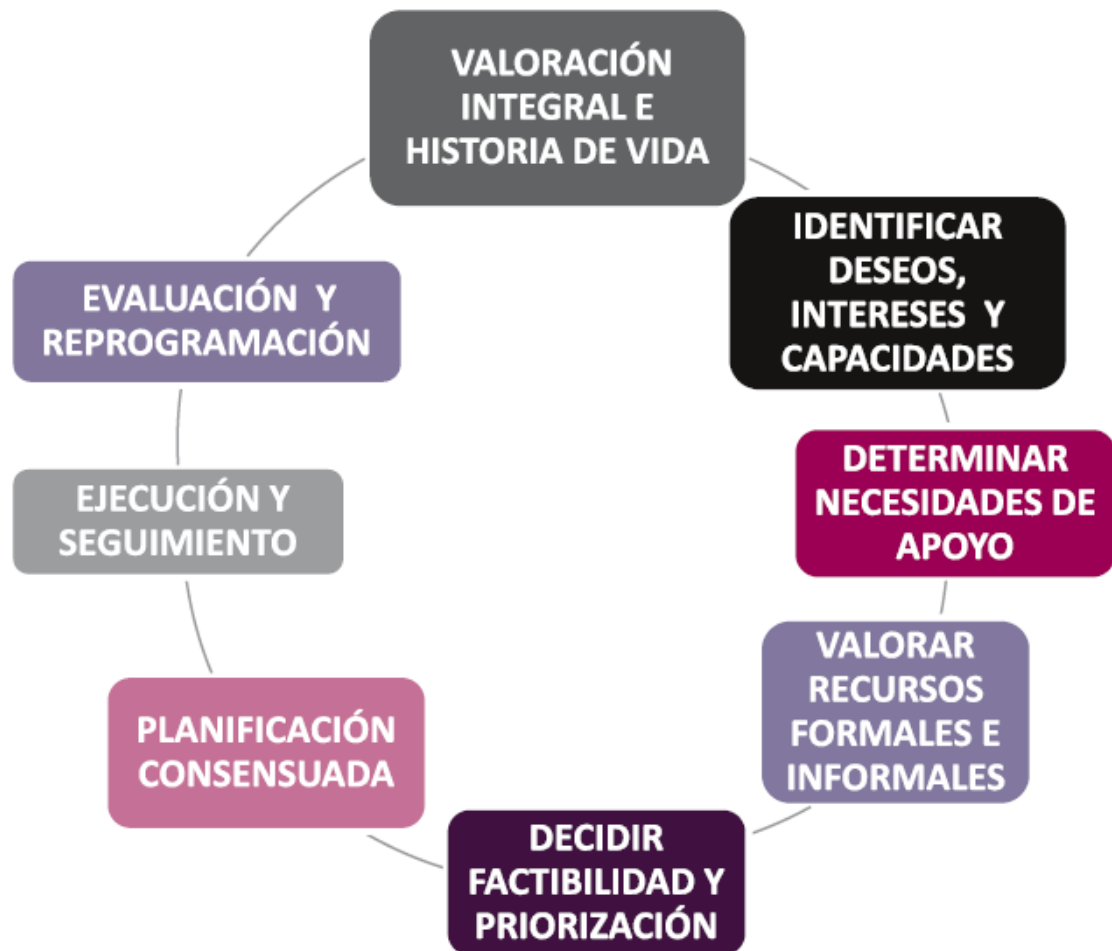 VALORACIÓN
INTEGRAL E
HISTORIA DE VIDA
IDENTIFICAR
DESEOS,
INTERESES Y
CAPACIDADES
DETERMINAR
NECESIDADES DE
APOYO
VALORAR
RECURSOS
FORMALES E
INFORMALES
DECIDIR
FACTIBILIDAD Y
PRIORIZACIÓN
PLANIFICACIÓN
CONSENSUADA
EJECUCIÓN Y
SEGUIMIENTO
EVALUACIÓN Y
REPROGRAMACIÓN